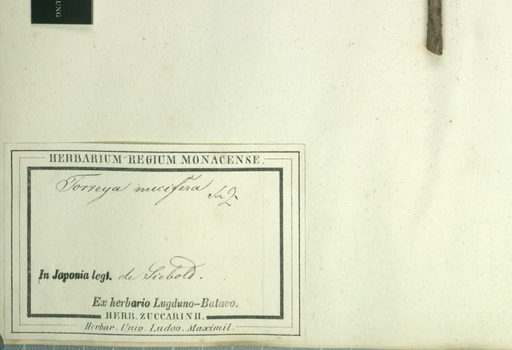 UNG
HERBARIUM REGIUM MONACENSE.
Torreya nucifera
S&Z
In Japonia legt. de Siebold.
Ex herbario Lugduno-Batavo.
HERB. ZUCCARINII.
Herbar. Univ. Ludov. Maximil.